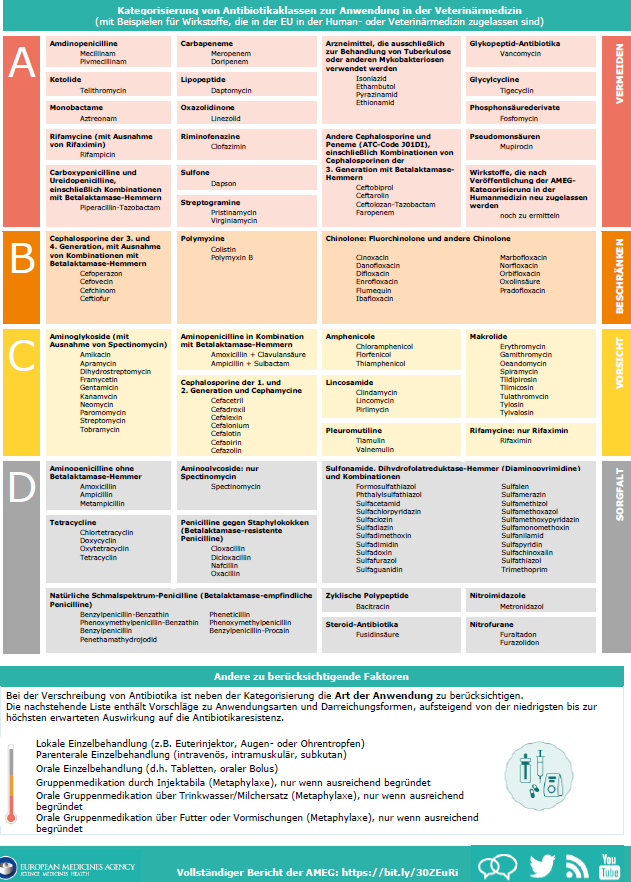 Kategorisierung von Antibiotikaklassen zur Anwendung in der Veterinärmedizin
(mit Beispielen für Wirkstoffe, die in der EU in der Human- oder Veterinärmedizin zugelassen sind)
A
Amdinopenicilline
Mecillinam
Pivmecillinam
Ketolide
Telithromycin
Monobactame
Aztreonam
Rifamycine (mit Ausnahme
von Rifaximin)
Rifampicin
Carboxypenicilline und
Ureidopenicilline,
einschließlich Kombinationen
mit Betalaktamase-Hemmern
Piperacillin-Tazobactam
Carbapeneme
Meropenem
Doripenem
Lipopeptide
Daptomycin
Oxazolidinone
Linezolid
Riminofenazine
Clofazimin
Sulfone
Dapson
Streptogramine
Pristinamycin
Virginiamycin
Arzneimittel, die ausschließlich
zur Behandlung von Tuberkulose
oder anderen Mykobakteriosen
verwendet werden
Isoniazid
Ethambutol
Pyrazinamid
Ethionamid
Andere Cephalosporine und
Peneme (ATC-Code J01DI),
einschließlich Kombinationen von
Cephalosporinen der
3. Generation mit Betalaktamase-
Hemmern
Ceftobiprol
Ceftarolin
Ceftolozan-Tazobactam
Faropenem
Glykopeptid-Antibiotika
Vancomycin
Glycylcycline
Tigecyclin
Phosphonsäurederivate
Fosfomycin
Pseudomonsäuren
Mupirocin
Wirkstoffe, die nach
Veröffentlichung der AMEG-
Kategorisierung in der
Humanmedizin neu zugelassen
werden
noch zu ermitteln
VERMEIDEN
B
Cephalosporine der 3. und
4. Generation, mit Ausnahme
von Kombinationen mit
Betalaktamase-Hemmern
Cefoperazon
Cefovecin
Cefchinom
Ceftiofur
Polymyxine
Colistin
Polymyxin B
Chinolone: Fluorchinolone und andere Chinolone
Cinoxacin
Danofloxacin
Difloxacin
Enrofloxacin
Flumequin
Ibafloxacin
Marbofloxacin
Norfloxacin
Orbifloxacin
Oxolinsäure
Pradofloxacin
BESCHRÄNKEN
C
Aminoglykoside (mit
Ausnahme von Spectinomycin)
Amikacin
Apramycin
Dihydrostreptomycin
Framycetin
Gentamicin
Kanamycin
Neomycin
Paromomycin
Streptomycin
Tobramycin
Aminopenicilline in Kombination
mit Betalaktamase-Hemmern
Amoxicillin + Clavulansäure
Ampicillin + Sulbactam
Cephalosporine der 1. und
2. Generation und Cephamycine
Cefacetril
Cefadroxil
Cefalexin
Cefalonium
Cefalotin
Cefapirin
Cefazolin
Amphenicole
Chloramphenicol
Florfenicol
Thiamphenicol
Lincosamide
Clindamycin
Lincomycin
Pirlimycin
Pleuromutiline
Tiamulin
Valnemulin
Makrolide
Erythromycin
Gamithromycin
Oeandomycin
Spiramycin
Tildipirosin
Tilmicosin
Tulathromycin
Tylosin
Tylvalosin
Rifamycine: nur Rifaximin
Rifaximin
VORSICHT
D
Aminopenicilline ohne
Betalaktamase-Hemmer
Amoxicillin
Ampicillin
Metampicillin
Aminoglycoside: nur
Spectinomycin
Spectinomycin
Tetracycline
Chlortetracyclin
Doxycyclin
Oxytetracyclin
Tetracyclin
Penicilline gegen Staphylokokken
(Betalaktamase-resistente
Penicilline)
Cloxacillin
Dicloxacillin
Nafcillin
Oxacillin
Sulfonamide, Dihydrofolatreduktase-Hemmer (Diaminopyrimidine)
und Kombinationen
Formosulfathiazol
Phthalylsulfathiazol
Sulfacetamid
Sulfachlorpyridazin
Sulfaclozin
Sulfadiazin
Sulfadimethoxin
Sulfadimidin
Sulfadoxin
Sulfafurazol
Sulfaguanidin
Sulfalen
Sulfamerazin
Sulfamethizol
Sulfamethoxazol
Sulfamethoxypyridazin
Sulfamonomethoxin
Sulfanilamid
Sulfapyridin
Sulfachinoxalin
Sulfathiazol
Trimethoprim
Natürliche Schmalspektrum-Penicilline (Betalaktamase-empfindliche
Penicilline)
Benzylpenicillin-Benzathin
Phenoxymethylpenicillin-Benzathin
Benzylpenicillin
Penethamathydrojodid
Pheneticillin
Phenoxymethylpenicillin
Benzylpenicillin-Procain
Zyklische Polypeptide
Bacitracin
Steroid-Antibiotika
Fusidinsäure
Nitroimidazole
Metronidazol
Nitrofurane
Furaltadon
Furazolidon
SORGFALT
Andere zu berücksichtigende Faktoren
Bei der Verschreibung von Antibiotika ist neben der Kategorisierung die Art der Anwendung zu berücksichtigen.
Die nachstehende Liste enthält Vorschläge zu Anwendungsarten und Darreichungsformen, aufsteigend von der niedrigsten bis zur
höchsten erwarteten Auswirkung auf die Antibiotikaresistenz.
Lokale Einzelbehandlung (z.B. Euterinjektor, Augen- oder Ohrentropfen)
Parenterale Einzelbehandlung (intravenös, intramuskulär, subkutan)
Orale Einzelbehandlung (d.h. Tabletten, oraler Bolus)
Gruppenmedikation durch Injektabila (Metaphylaxe), nur wenn ausreichend begründet
Orale Gruppenmedikation über Trinkwasser/Milchersatz (Metaphylaxe), nur wenn ausreichend
begründet
Orale Gruppenmedikation über Futter oder Vormischungen (Metaphylaxe), nur wenn ausreichend
begründet
EUROPEAN MEDICINES AGENCY
SCIENCE MEDICINES HEALTH
Vollständiger Bericht der AMEG: https://bit.ly/30ZEuRi
You
Tube